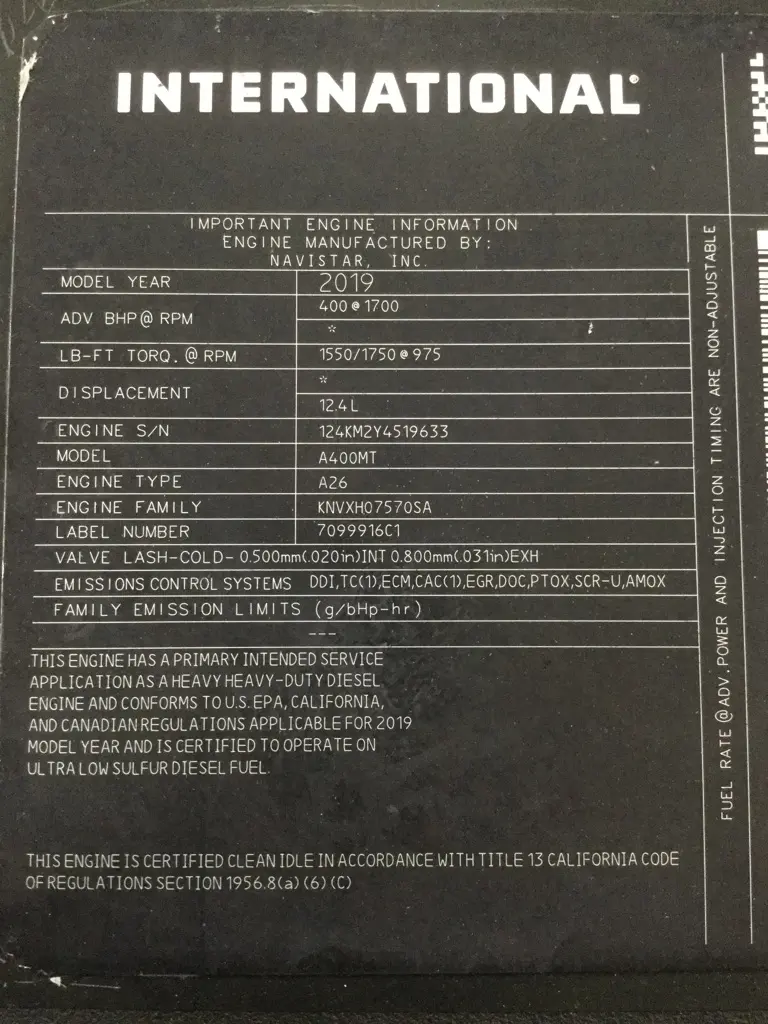 INTERNATIONAL®
IMPORTANT ENGINE INFORMATION
ENGINE MANUFACTURED BY:
NAVISTAR, INC.
MODEL YEAR 2019
ADV BHP@ RPM 400@1700
*
LB-FT TORQ.@RPM 1550/1750@975
DISPLACEMENT *
12.4L
ENGINE S/N 124KM2Y4519633
MODEL A400MT
ENGINE TYPE A26
ENGINE FAMILY KNVXH07570SA
LABEL NUMBER 7099916C1
VALVE LASH-COLD- 0.500mm(.020in)INT 0.800mm(.031in)EXH
EMISSIONS CONTROL SYSTEMS DDI,TC(1),ECM,CAC(1),EGR,DOC,PTOX,SCR-U,AMOX
FAMILY EMISSION LIMITS (g/bHp-hr)
---
THIS ENGINE HAS A PRIMARY INTENDED SERVICE
APPLICATION AS A HEAVY HEAVY-DUTY DIESEL
ENGINE AND CONFORMS TO U.S. EPA, CALIFORNIA,
AND CANADIAN REGULATIONS APPLICABLE FOR 2019
MODEL YEAR AND IS CERTIFIED TO OPERATE ON
ULTRA LOW SULFUR DIESEL FUEL.
THIS ENGINE IS CERTIFIED CLEAN IDLE IN ACCORDANCE WITH TITLE 13 CALIFORNIA CODE
OF REGULATIONS SECTION 1956.8(a) (6) (C)
FUEL RATE @ADV.POWER AND INJECTION TIMING ARE NON-ADJUSTABLE